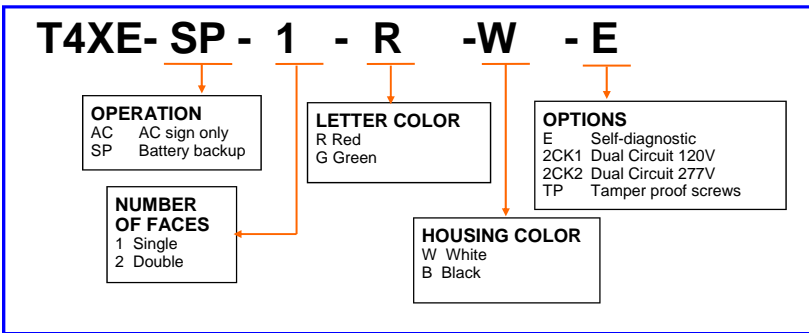 T4XE- SP - 1 - R -W - E
OPERATION
AC AC sign only
SP Battery backup
NUMBER
OF FACES
1 Single
2 Double
LETTER COLOR
R Red
G Green
HOUSING COLOR
W White
B Black
OPTIONS
E Self-diagnostic
2CK1 Dual Circuit 120V
2CK2 Dual Circuit 277V
TP Tamper proof screws